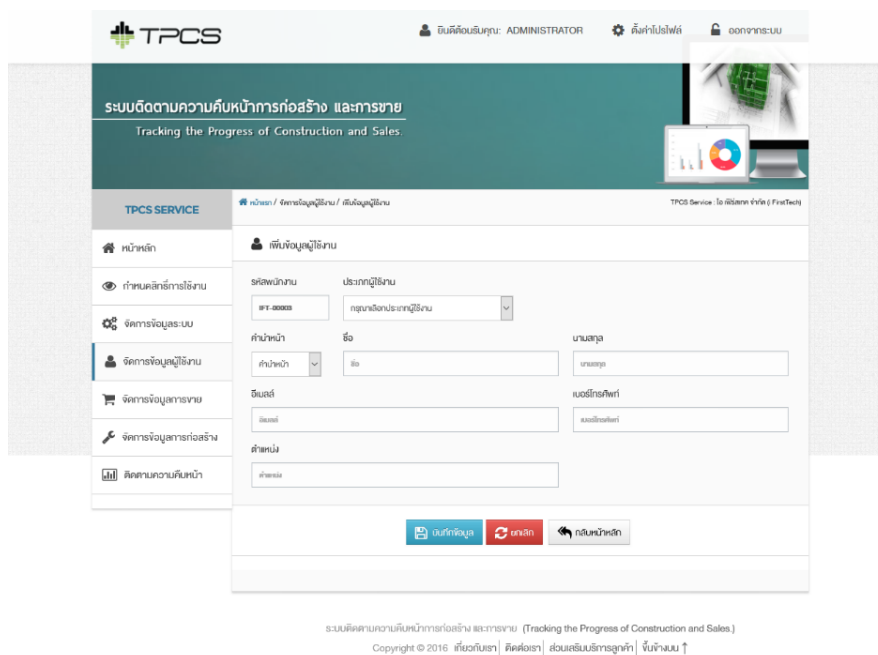 TPCS
ยินดีต้อนรับคุณ: ADMINISTRATOR ตั้งค่าโปรไฟล์ ออกจากระบบ
ระบบติดตามความคืบหน้าการก่อสร้าง และการขาย
Tracking the Progress of Construction and Sales.
TPCS SERVICE
หน้าแรก / จัดการข้อมูลผู้ใช้งาน / เพิ่มข้อมูลผู้ใช้งาน
TPCS Service : ไอ เฟิร์สเทค จำกัด (i FirstTech)
หน้าหลัก
กำหนดสิทธิ์การใช้งาน
จัดการข้อมูลระบบ
จัดการข้อมูลผู้ใช้งาน
จัดการข้อมูลการขาย
จัดการข้อมูลการก่อสร้าง
ติดตามความคืบหน้า
เพิ่มข้อมูลผู้ใช้งาน
รหัสพนักงาน ประเภทผู้ใช้งาน
IFT-00003 กรุณาเลือกประเภทผู้ใช้งาน
คำนำหน้า ชื่อ นามสกุล
คำนำหน้า ชื่อ นามสกุล
อีเมลล์ เบอร์โทรศัพท์
อีเมลล์ เบอร์โทรศัพท์
ตำแหน่ง
ตำแหน่ง
บันทึกข้อมูล ยกเลิก กลับหน้าหลัก
ระบบติดตามความคืบหน้าการก่อสร้าง และการขาย (Tracking the Progress of Construction and Sales.)
Copyright © 2016 เกี่ยวกับเรา | ติดต่อเรา | ส่วนเสริมบริการลูกค้า | ขึ้นข้างบน ↑